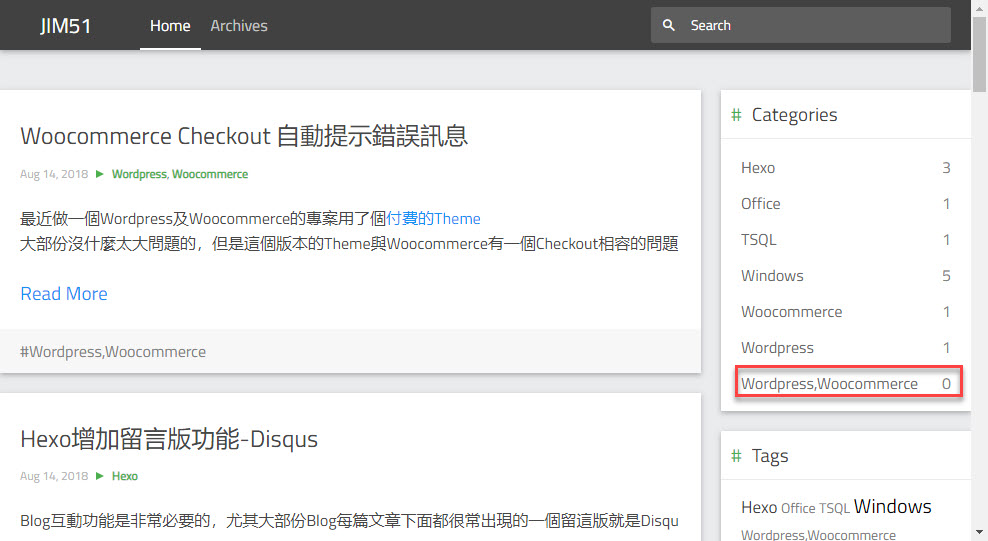 JIM51 Home Archives Search
Woocommerce Checkout 自動提示錯誤訊息
Aug 14, 2018 ▶ Wordpress, Woocommerce
最近做一個Wordpress及Woocommerce的專案用了個付費的Theme
大部份沒什麼太大問題的，但是這個版本的Theme與Woocommerce有一個Checkout相容的問題
Read More
#Wordpress,Woocommerce
Hexo增加留言版功能-Disqus
Aug 14, 2018 ▶ Hexo
Blog互動功能是非常必要的，尤其大部份Blog每篇文章下面都很常出現的一個留這版就是Disqu
# Categories
Hexo 3
Office 1
TSQL 1
Windows 5
Woocommerce 1
Wordpress 1
Wordpress,Woocommerce 0
# Tags
Hexo Office TSQL Windows
Wordpress,Woocommerce